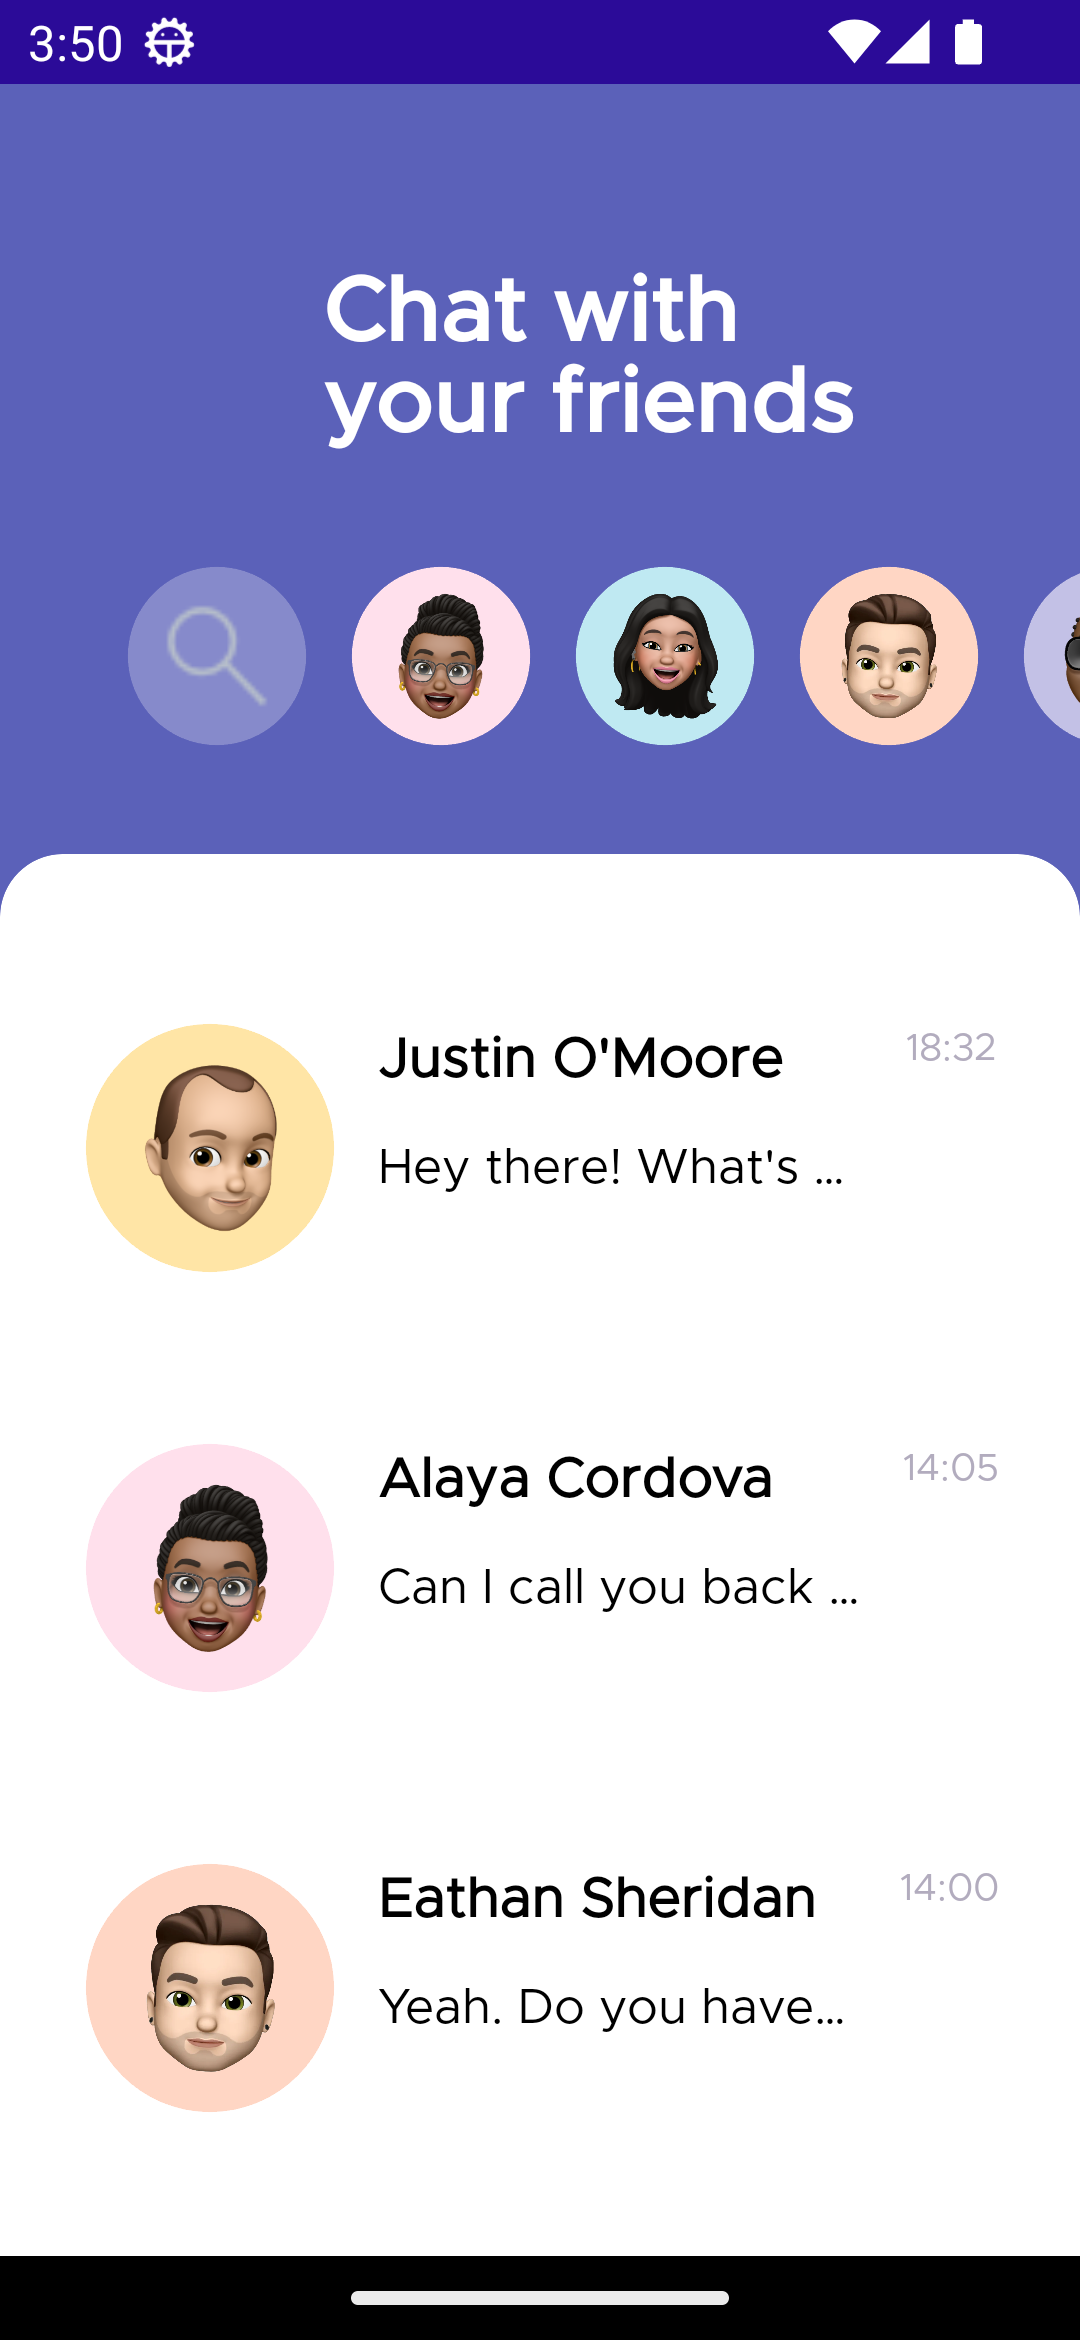 3:50
Chat with
your friends
Justin O'Moore
18:32
Hey there! What's ...
Alaya Cordova
14:05
Can I call you back ...
Eathan Sheridan
14:00
Yeah. Do you have...